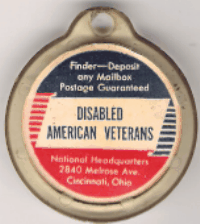 Finder—Deposit
any Mailbox
Postage Guaranteed
DISABLED
AMERICAN VETERANS
National Headquarters
2840 Melrose Ave.
Cincinnati, Ohio